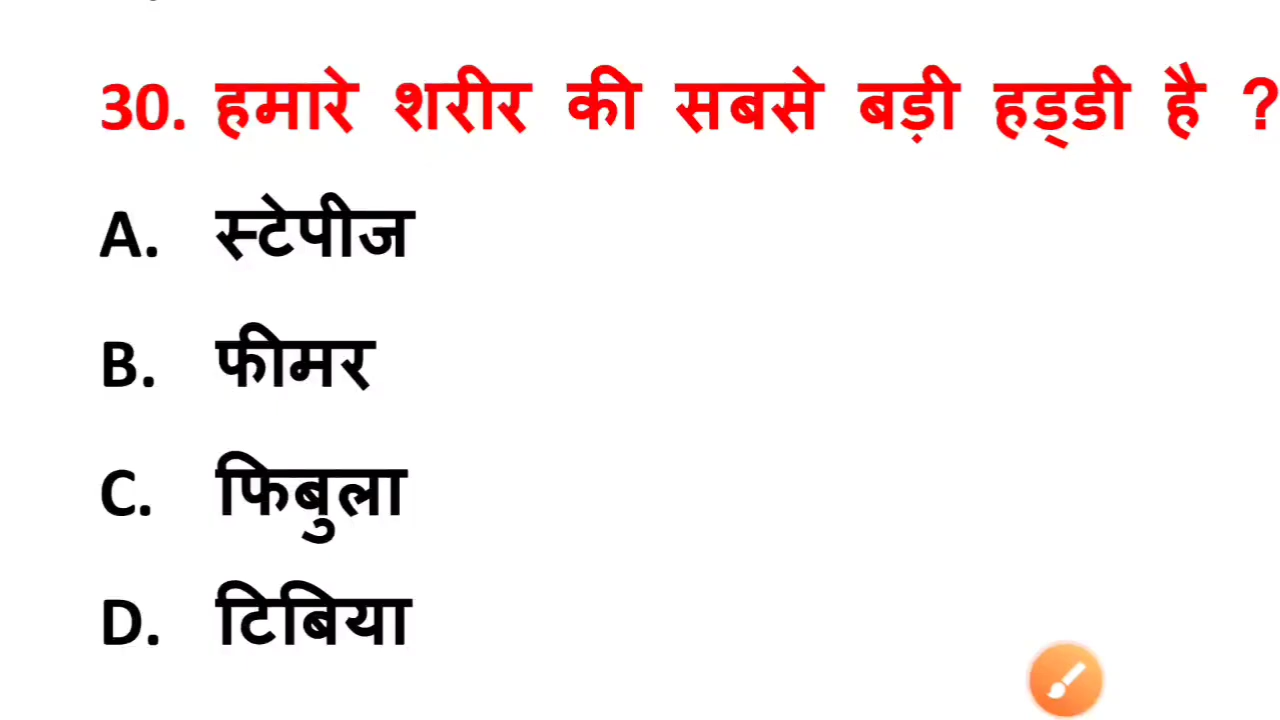 30. हमारे शरीर की सबसे बड़ी हड्डी है ?
A. स्टेपीज
B. फीमर
C. फिबुला
D. टिबिया